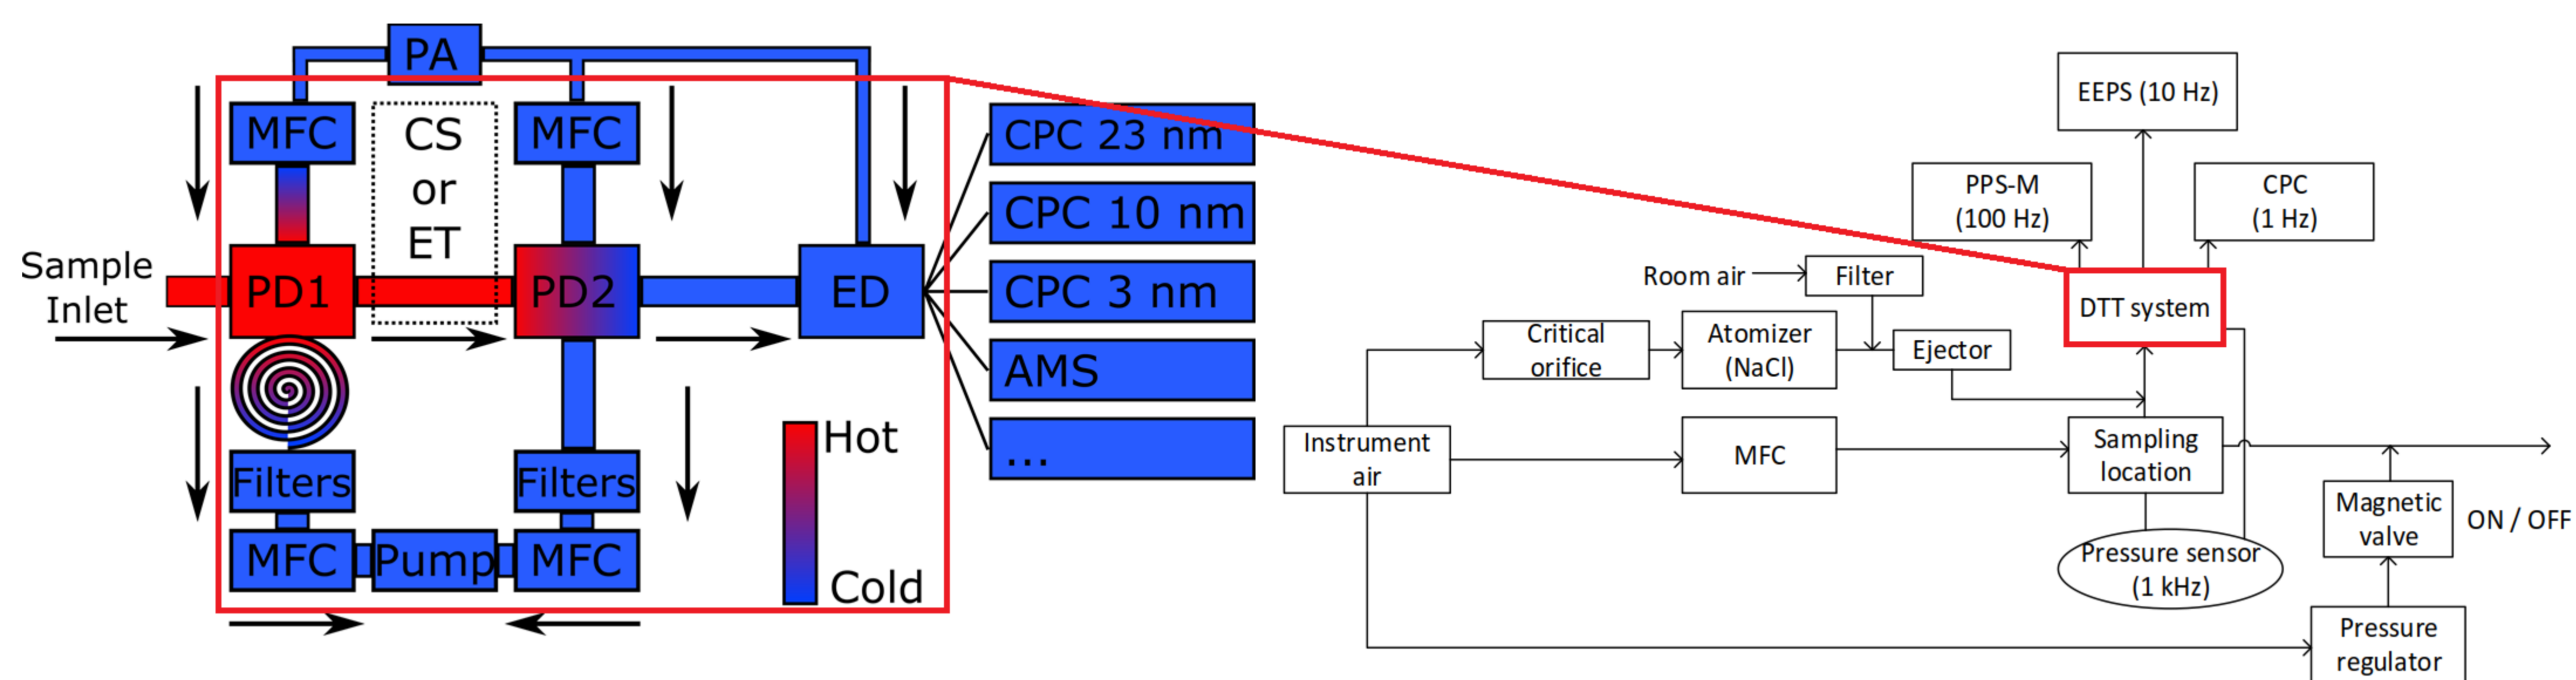 PA
MFC
CS
or
ET
MFC
Sample
Inlet
PD1
PD2
ED
CPC 23 nm
CPC 10 nm
CPC 3 nm
AMS
...
Hot
Cold
Filters
Filters
MFC
Pump
MFC
EEPS (10 Hz)
PPS-M
(100 Hz)
CPC
(1 Hz)
Room air
Filter
DTT system
Critical
orifice
Atomizer
(NaCl)
Ejector
Instrument
air
MFC
Sampling
location
Magnetic
valve
ON / OFF
Pressure sensor
(1 kHz)
Pressure
regulator